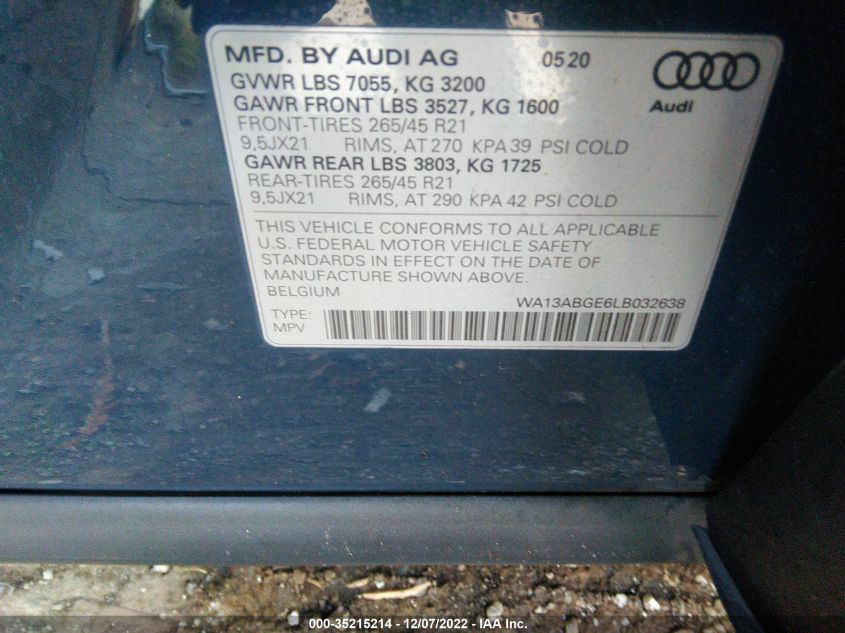 MFD. BY AUDI AG 0520
GVWR LBS 7055, KG 3200
GAWR FRONT LBS 3527, KG 1600
Audi
FRONT-TIRES 265/45 R21
9,5JX21 RIMS, AT 270 KPA 39 PSI COLD
GAWR REAR LBS 3803, KG 1725
REAR-TIRES 265/45 R21
9,5JX21 RIMS, AT 290 KPA 42 PSI COLD
THIS VEHICLE CONFORMS TO ALL APPLICABLE
U.S. FEDERAL MOTOR VEHICLE SAFETY
STANDARDS IN EFFECT ON THE DATE OF
MANUFACTURE SHOWN ABOVE.
BELGIUM
WA13ABGE6LB032638
TYPE:
MPV
000-35215214 - 12/07/2022 - IAA Inc.